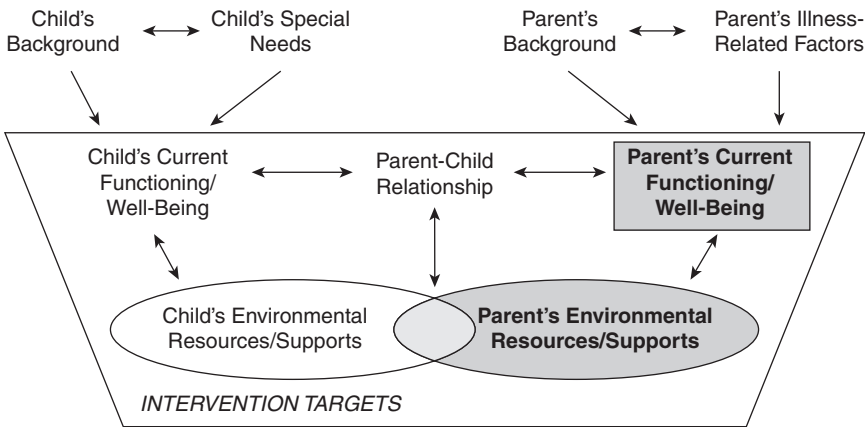 Child’s
Background
Child’s Special
Needs
Parent’s
Background
Parent’s Illness-
Related Factors
Child’s Current
Functioning/
Well-Being
Parent-Child
Relationship
Parent’s Current
Functioning/
Well-Being
Child’s Environmental
Resources/Supports
Parent’s Environmental
Resources/Supports
INTERVENTION TARGETS